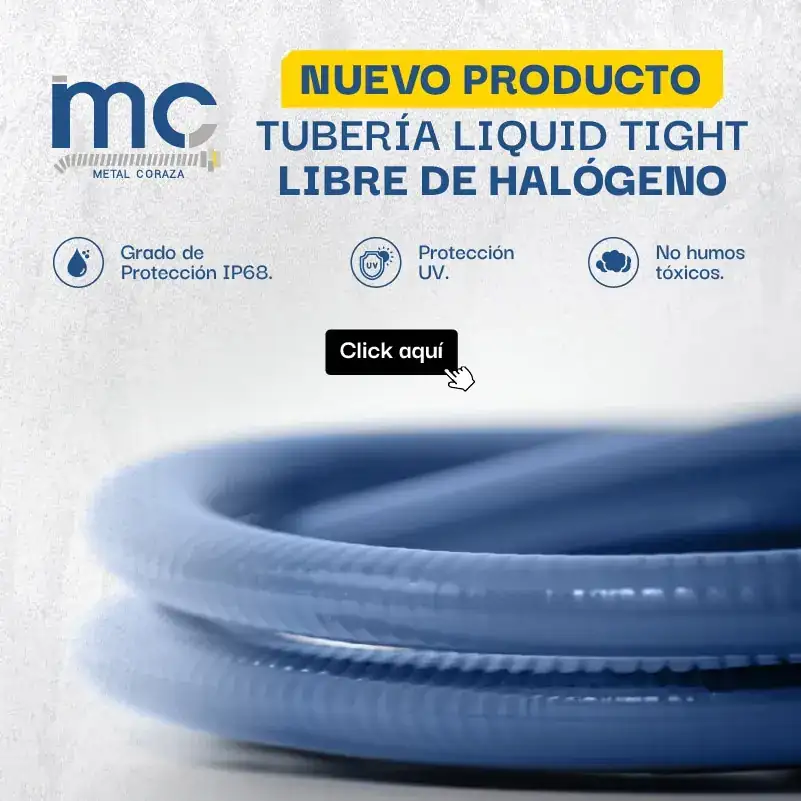 mc
METAL CORAZA
NUEVO PRODUCTO
TUBERÍA LIQUID TIGHT
LIBRE DE HALÓGENO
Grado de
Protección IP68.
UV
Protección
UV.
No humos
tóxicos.
Click aquí